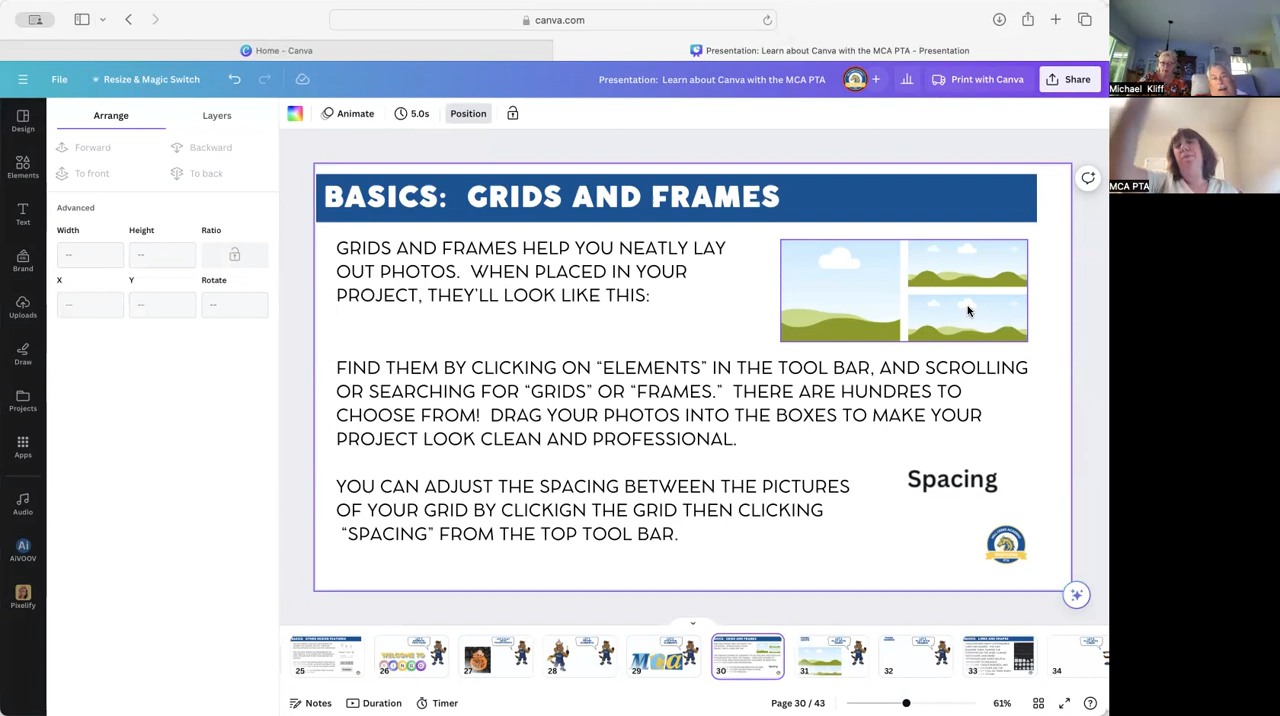 canva.com
Home - Canva
Presentation: Learn about Canva with the MCA PTA - Presentation
File
Resize & Magic Switch
Presentation: Learn about Canva with the MCA PTA
Print with Canva
Share
Michael Kliff
MCA PTA
Design
Elements
Text
Brand
Uploads
Draw
Projects
Apps
Audio
AiVOOV
Pixelify
Arrange
Layers
Forward
Backward
To front
To back
Advanced
Width
Height
Ratio
--
--
X
Y
Rotate
--
--
--
Animate
5.0s
Position
BASICS: GRIDS AND FRAMES
GRIDS AND FRAMES HELP YOU NEATLY LAY
OUT PHOTOS. WHEN PLACED IN YOUR
PROJECT, THEY'LL LOOK LIKE THIS:
FIND THEM BY CLICKING ON “ELEMENTS” IN THE TOOL BAR, AND SCROLLING
OR SEARCHING FOR “GRIDS” OR “FRAMES.” THERE ARE HUNDRES TO
CHOOSE FROM! DRAG YOUR PHOTOS INTO THE BOXES TO MAKE YOUR
PROJECT LOOK CLEAN AND PROFESSIONAL.
YOU CAN ADJUST THE SPACING BETWEEN THE PICTURES
OF YOUR GRID BY CLICKIGN THE GRID THEN CLICKING
“SPACING” FROM THE TOP TOOL BAR.
Spacing
25
26
27
28
29
30
31
32
33
34
Notes
Duration
Timer
Page 30 / 43
61%